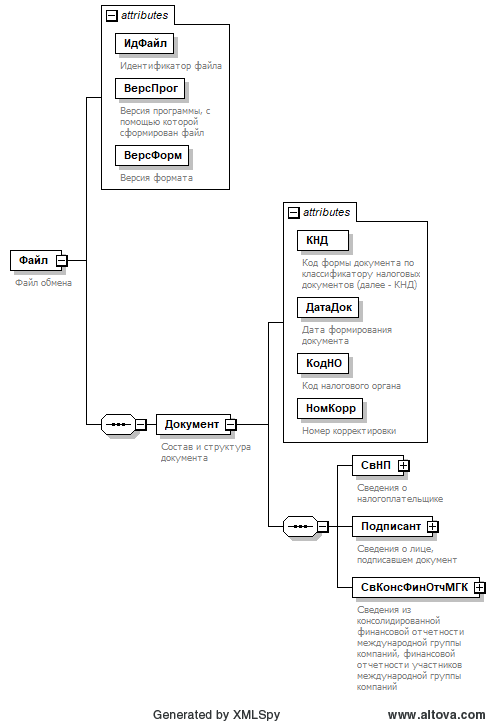 attributes
ИдФайл
Идентификатор файла
ВерсПрог
Версия программы, с
помощью которой
сформирован файл
ВерсФорм
Версия формата
Файл
Файл обмена
Документ
Состав и структура
документа
attributes
КНД
Код формы документа по
классификатору налоговых
документов (далее - КНД)
ДатаДок
Дата формирования
документа
КодНО
Код налогового органа
НомКорр
Номер корректировки
СвНП
Сведения о
налогоплательщике
Подписант
Сведения о лице,
подписавшем документ
СвКонсФинОтчМГК
Сведения из
консолидированной
финансовой отчетности
международной группы
компаний, финансовой
отчетности участников
международной группы
компаний
Generated by XMLSpy
www.altova.com